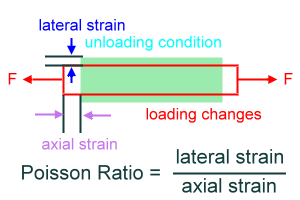 lateral strain
unloading condition
F
F
loading changes
axial strain
Poisson Ratio = lateral strain
axial strain